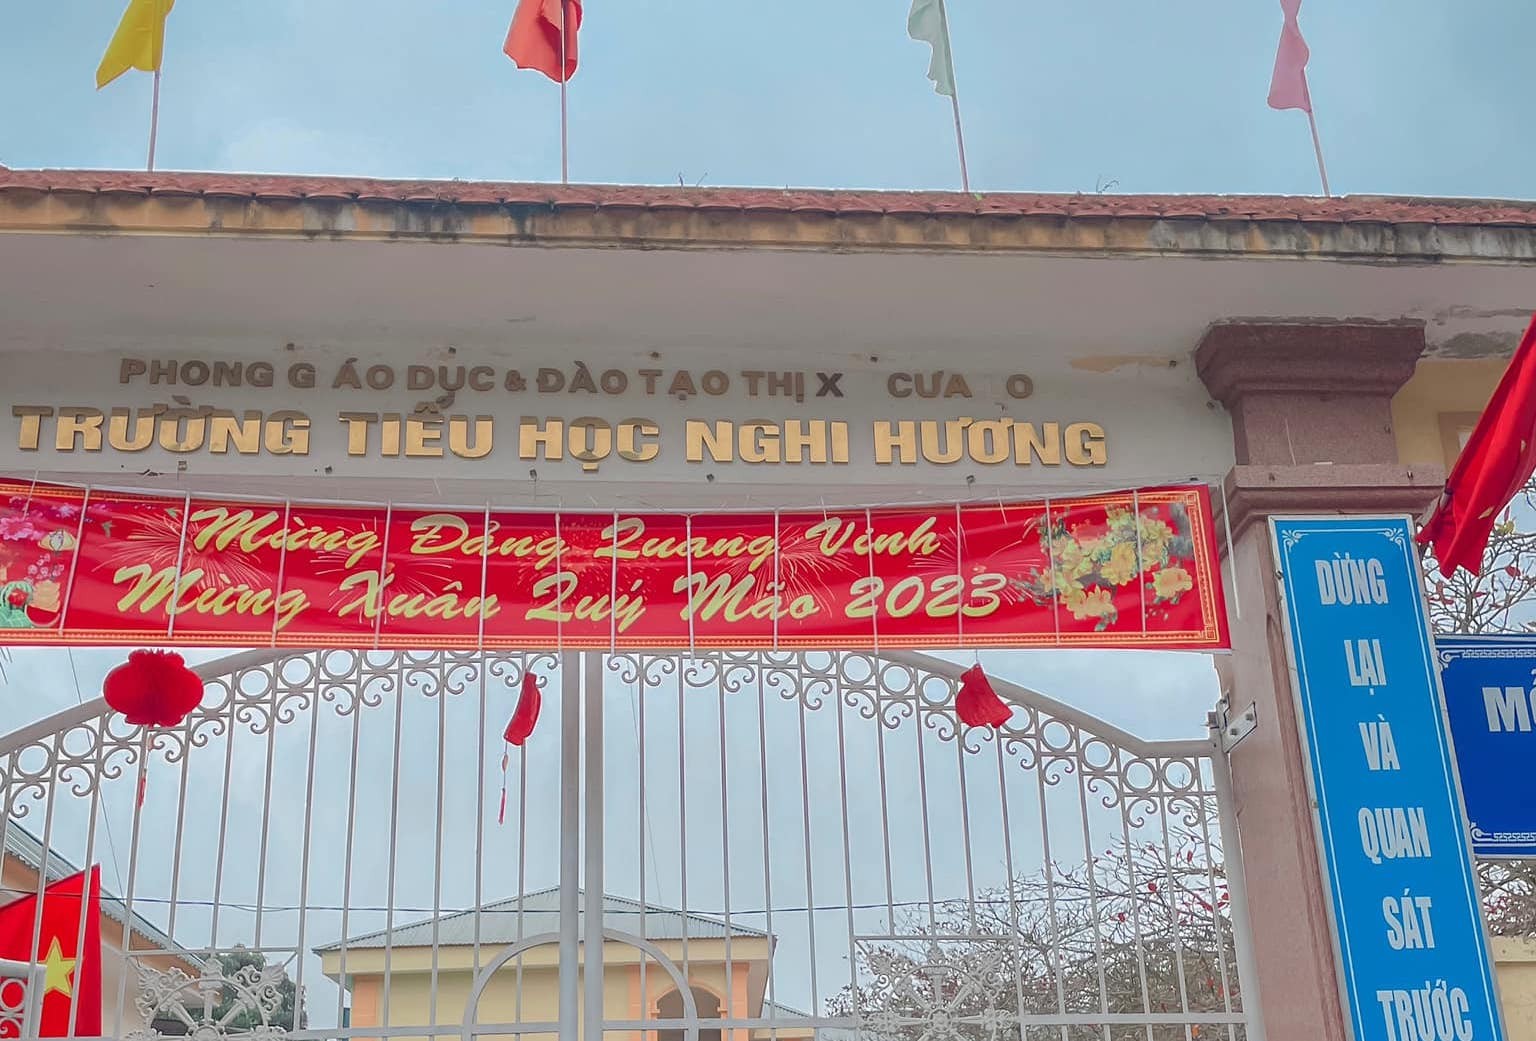 PHONG G ÁO DỤC & ĐÀO TẠO THỊ X CƯA O
TRƯỜNG TIỂU HỌC NGHI HƯƠNG
Mừng Đảng Quang Vinh
Mừng Xuân Quý Mão 2023
DỪNG
LẠI
VÀ
QUAN
SÁT
TRƯỚC